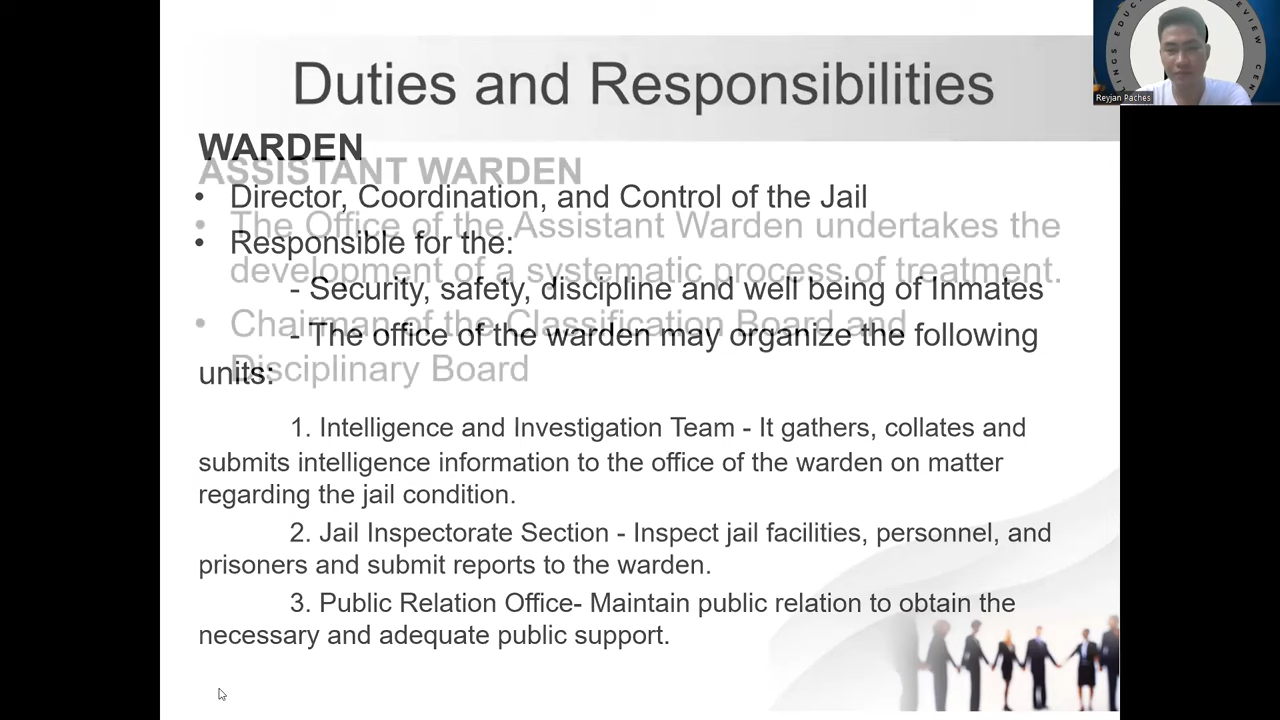 Duties and Responsibilities
WARDEN
ASSISTANT WARDEN
• Director, Coordination, and Control of the Jail
• The Office of the Assistant Warden undertakes the
• Responsible for the:
development of a systematic process of treatment.
- Security, safety, discipline and well being of Inmates
• Chairman of the Classification Board and
- The office of the warden may organize the following
Disciplinary Board
units:
1. Intelligence and Investigation Team - It gathers, collates and
submits intelligence information to the office of the warden on matter
regarding the jail condition.
2. Jail Inspectorate Section - Inspect jail facilities, personnel, and
prisoners and submit reports to the warden.
3. Public Relation Office- Maintain public relation to obtain the
necessary and adequate public support.
Reyjan Paches